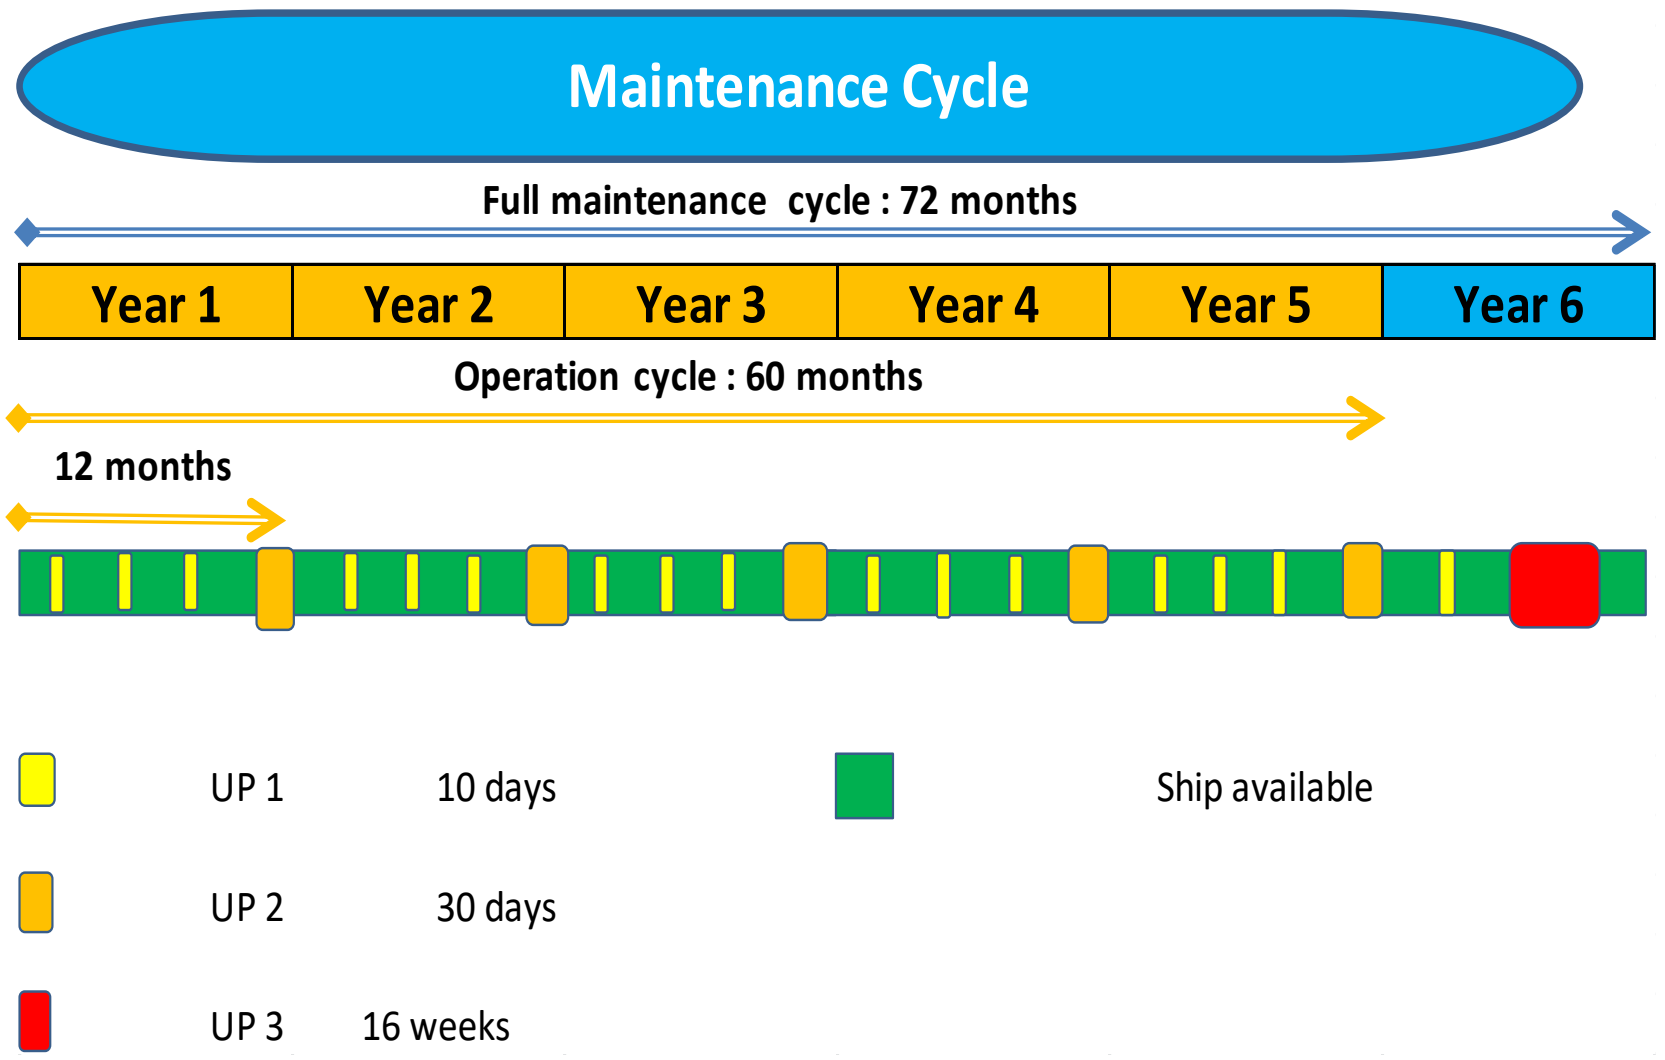 Maintenance Cycle
Full maintenance cycle : 72 months
Year 1 Year 2 Year 3 Year 4 Year 5 Year 6
Operation cycle : 60 months
12 months
UP 1 10 days Ship available
UP 2 30 days
UP 3 16 weeks